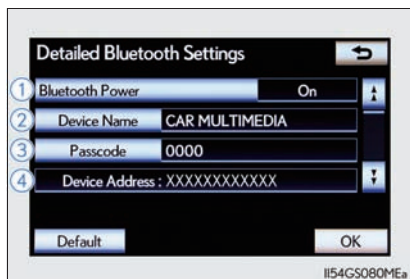 Detailed Bluetooth Settings
1 Bluetooth Power On
2 Device Name CAR MULTIMEDIA
3 Passcode 0000
4 Device Address : XXXXXXXXXXXX
Default OK
II54GS080MEa